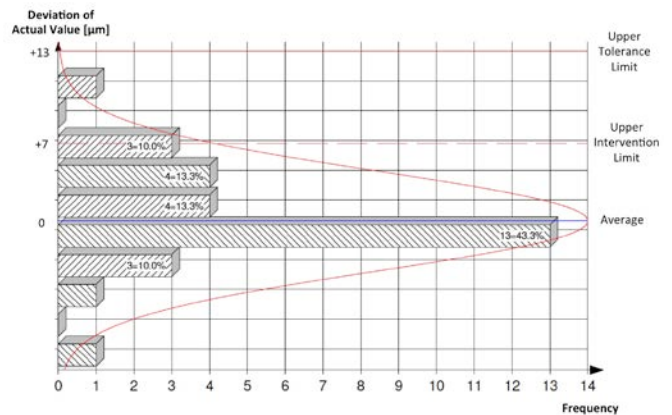 Deviation of
Actual Value [µm]
Upper
Tolerance
Limit
+13
+7
3=10.0%
Upper
Intervention
Limit
4=13.3%
4=13.3%
0
Average
13=43.3%
3=10.0%
0 1 2 3 4 5 6 7 8 9 10 11 12 13 14
Frequency